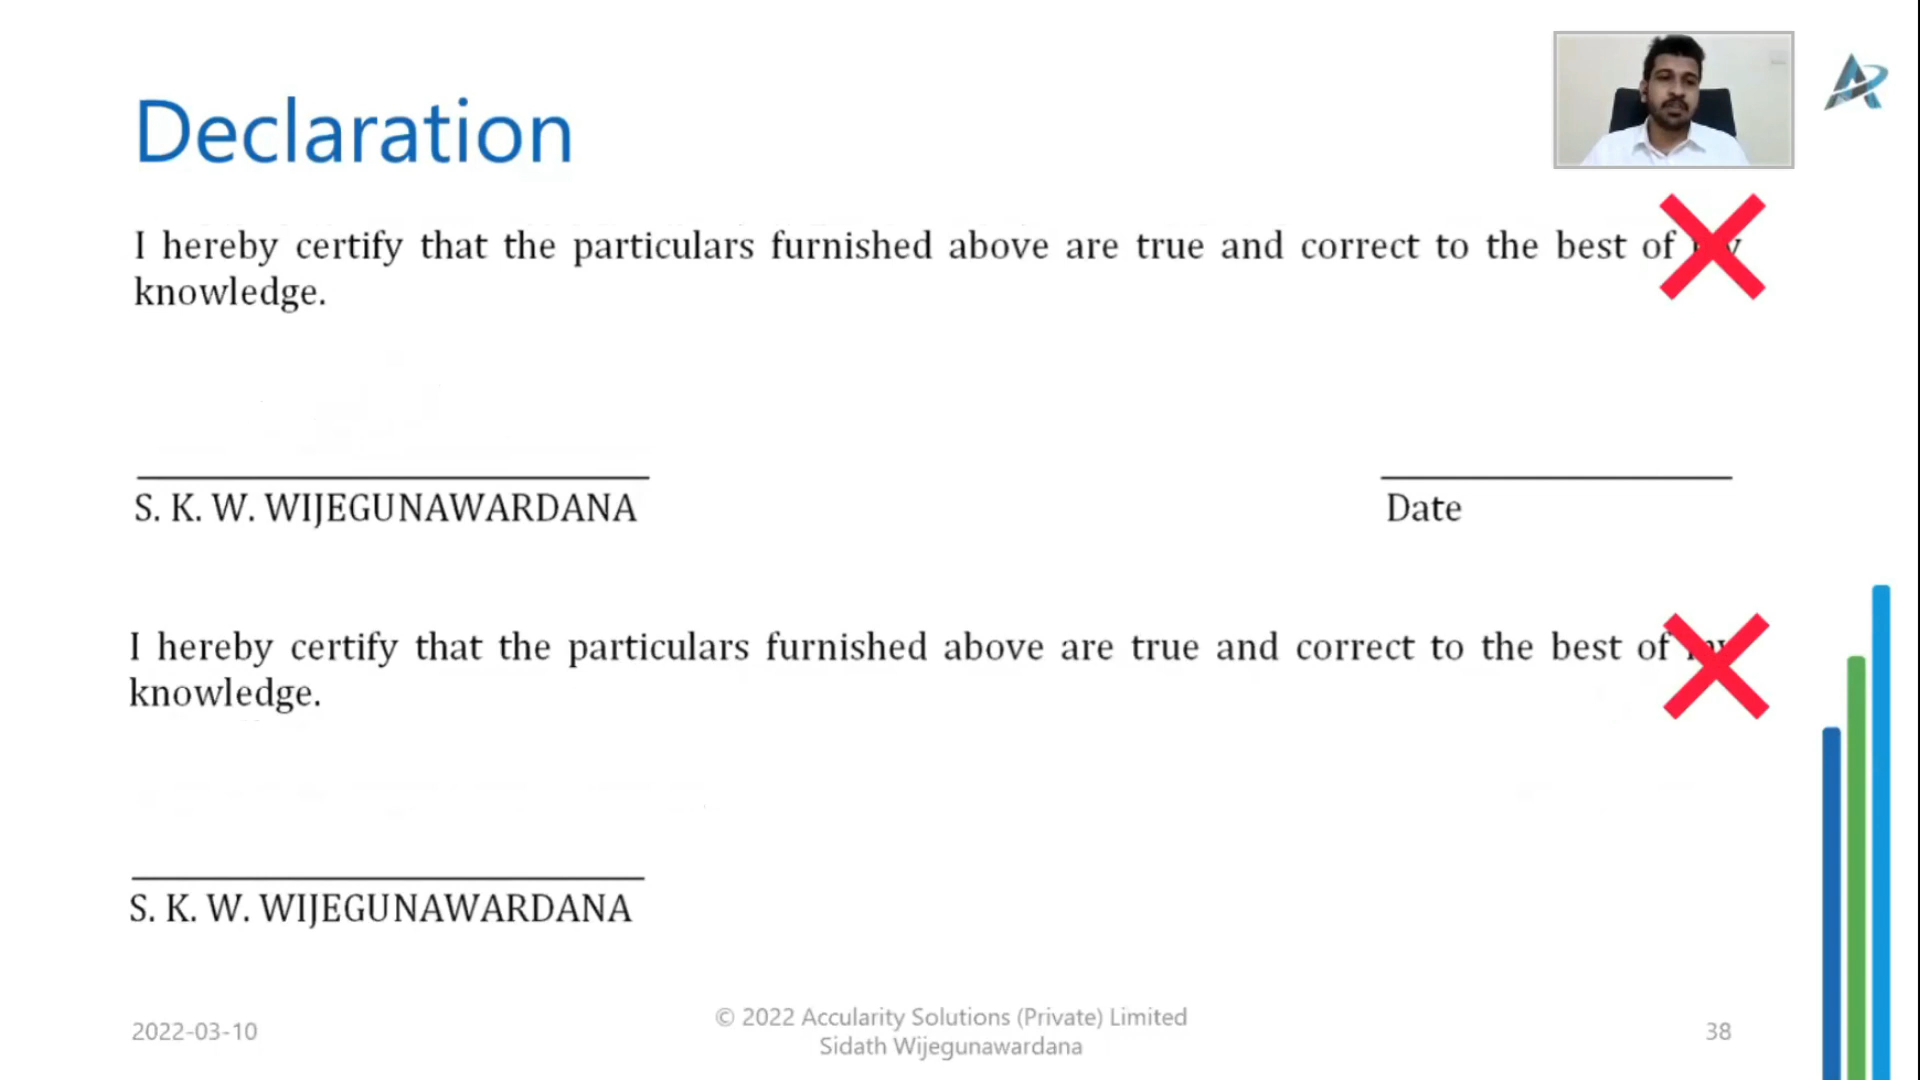 Declaration
I hereby certify that the particulars furnished above are true and correct to the best of
knowledge.
S. K. W. WIJEGUNAWARDANA
Date
I hereby certify that the particulars furnished above are true and correct to the best of
knowledge.
S. K. W. WIJEGUNAWARDANA
2022-03-10
© 2022 Accularity Solutions (Private) Limited
Sidath Wijegunawardana
38